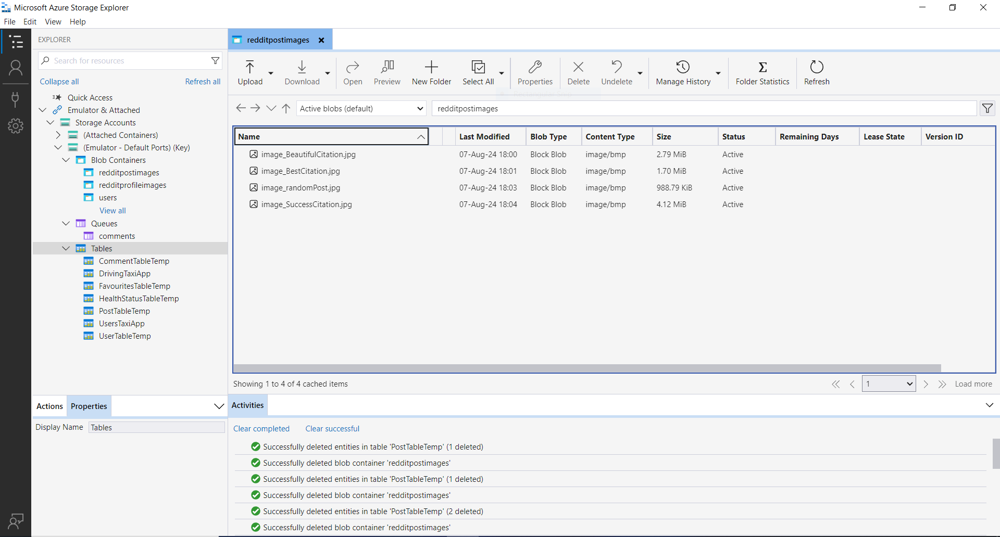 Microsoft Azure Storage Explorer
File Edit View Help
EXPLORER
Search for resources
Collapse all Refresh all
Quick Access
Emulator & Attached
Storage Accounts
(Attached Containers)
(Emulator - Default Ports) (Key)
Blob Containers
redditpostimages
redditprofileimages
users
View all
Queues
comments
Tables
CommentTableTemp
DrivingTaxiApp
FavouritesTableTemp
HealthStatusTableTemp
PostTableTemp
UsersTaxiApp
UserTableTemp
Actions Properties
Display Name Tables
redditpostimages
Upload Download Open Preview New Folder Select All Properties Delete Undelete Manage History Folder Statistics Refresh
Rectangular Snip
Active blobs (default) redditpostimages
Name Last Modified Blob Type Content Type Size Status Remaining Days Lease State Version ID
image_BeautifulCitation.jpg 07-Aug-24 18:00 Block Blob image/bmp 2.79 MiB Active
image_BestCitation.jpg 07-Aug-24 18:01 Block Blob image/bmp 1.70 MiB Active
image_randomPost.jpg 07-Aug-24 18:03 Block Blob image/bmp 988.79 KiB Active
image_SuccessCitation.jpg 07-Aug-24 18:04 Block Blob image/bmp 4.12 MiB Active
Showing 1 to 4 of 4 cached items 1 Load more
Activities
Clear completed Clear successful
Successfully deleted entities in table 'PostTableTemp' (1 deleted)
Successfully deleted blob container 'redditpostimages'
Successfully deleted entities in table 'PostTableTemp' (1 deleted)
Successfully deleted blob container 'redditpostimages'
Successfully deleted entities in table 'PostTableTemp' (2 deleted)
Successfully deleted blob container 'redditpostimages'